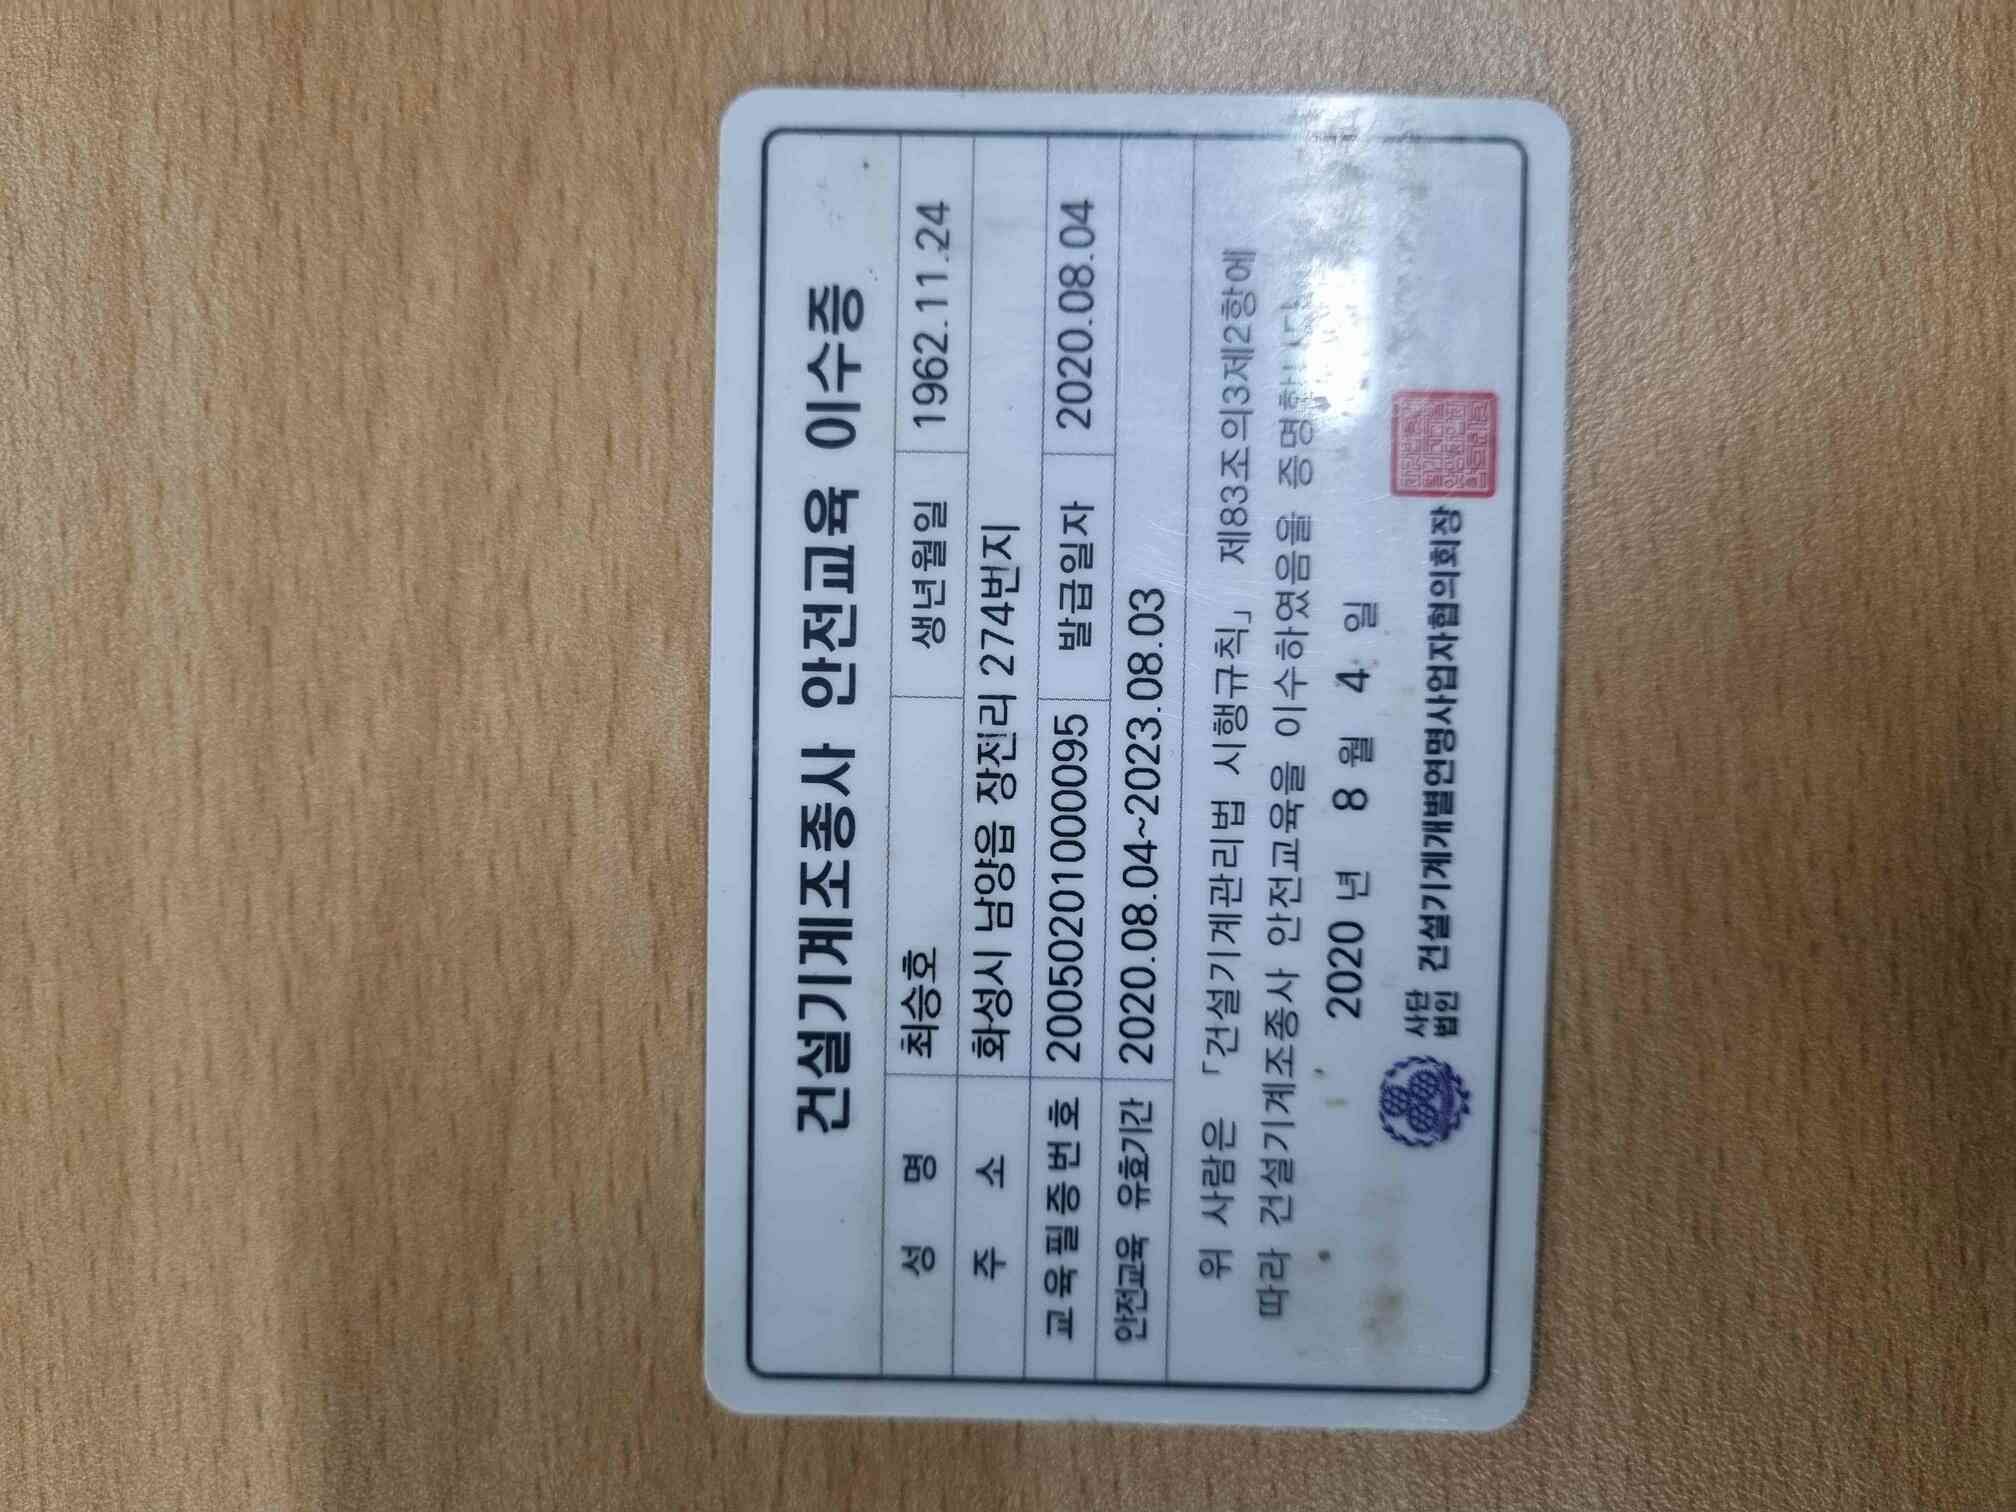 건설기계조종사 안전교육 이수증
성 명 최승호 생년월일 1962.11.24
주 소 화성시 남양읍 장전리 274번지
교육필증번호 20050201000095 발급일자 2020.08.04
안전교육 유효기간 2020.08.04~2023.08.03
위 사람은 「건설기계관리법 시행규칙」 제83조의3제2항에
따라 건설기계조종사 안전교육을 이수하였음을 증명합니다
2020 년 8 월 4 일
사단법인 건설기계개별연명사업자협의회장